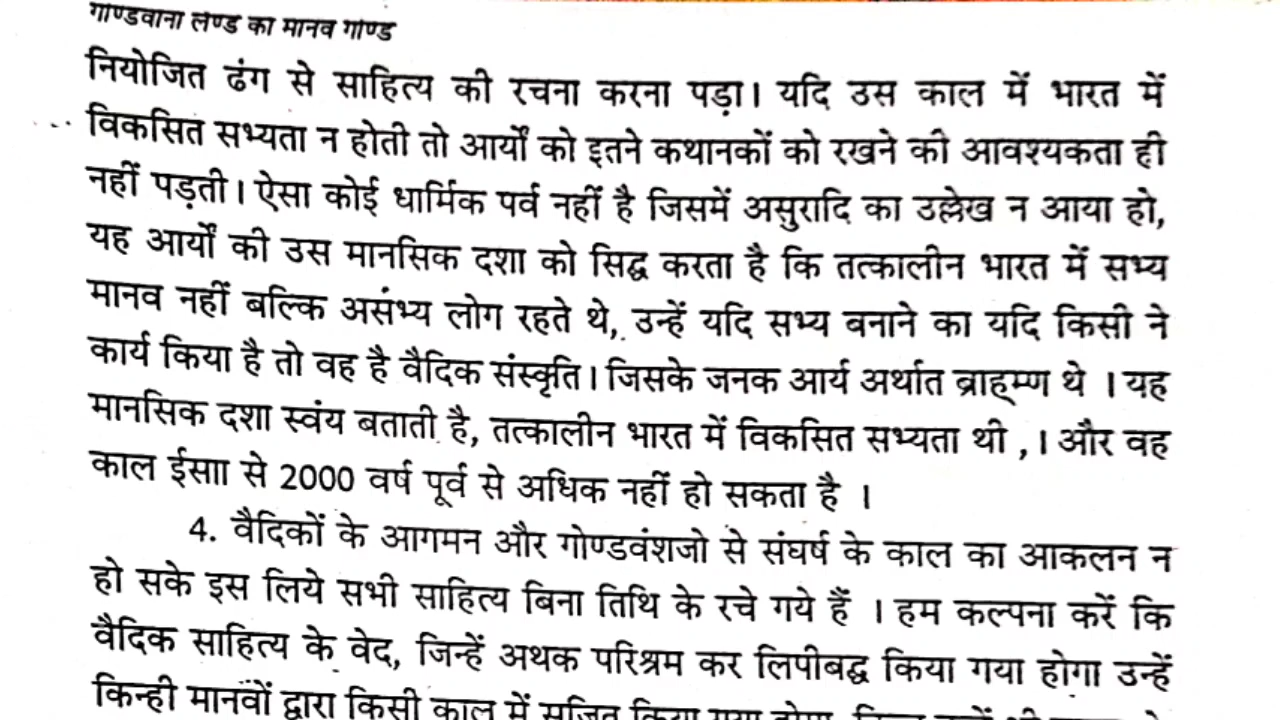 गोण्डवाना लेण्ड का मानव गोण्ड
नियोजित ढंग से साहित्य की रचना करना पड़ा। यदि उस काल में भारत में
विकसित सभ्यता न होती तो आर्यों को इतने कथानकों को रखने की आवश्यकता ही
नहीं पड़ती। ऐसा कोई धार्मिक पर्व नहीं है जिसमें असुरादि का उल्लेख न आया हो,
यह आर्यों की उस मानसिक दशा को सिद्ध करता है कि तत्कालीन भारत में सभ्य
मानव नहीं बल्कि असंभ्य लोग रहते थे, उन्हें यदि सभ्य बनाने का यदि किसी ने
कार्य किया है तो वह है वैदिक संस्कृति। जिसके जनक आर्य अर्थात ब्राह्म्ण थे । यह
मानसिक दशा स्वंय बताती है, तत्कालीन भारत में विकसित सभ्यता थी , । और वह
काल ईसाा से 2000 वर्ष पूर्व से अधिक नहीं हो सकता है ।
4. वैदिकों के आगमन और गोण्डवंशजो से संघर्ष के काल का आकलन न
हो सके इस लिये सभी साहित्य बिना तिथि के रचे गये हैं । हम कल्पना करें कि
वैदिक साहित्य के वेद, जिन्हें अथक परिश्रम कर लिपीबद्ध किया गया होगा उन्हें
किन्ही मानवों द्वारा किसी काल में सृजित किया गया होगा